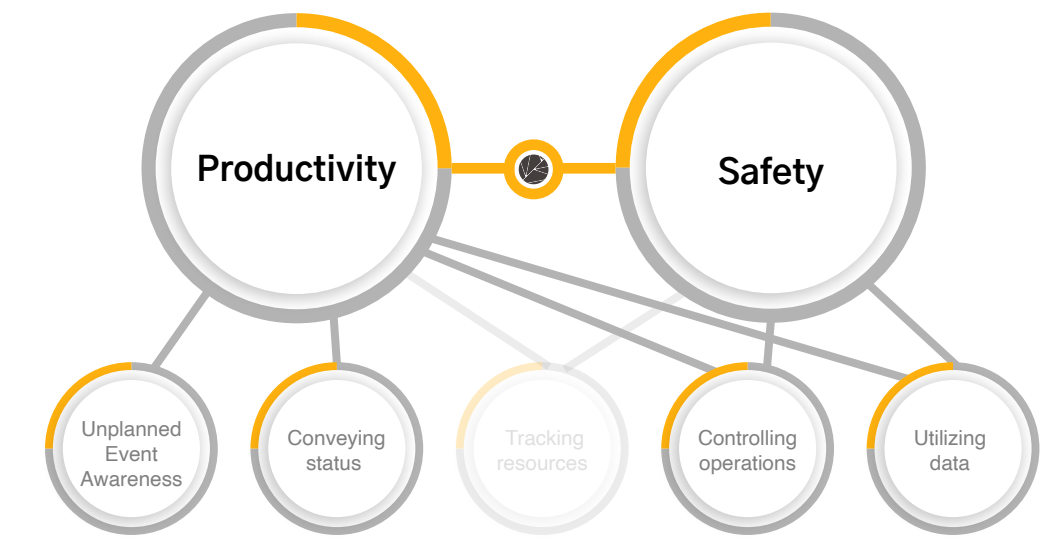 Productivity
Safety
Unplanned
Event
Awareness
Conveying
status
Tracking
resources
Controlling
operations
Utilizing
data